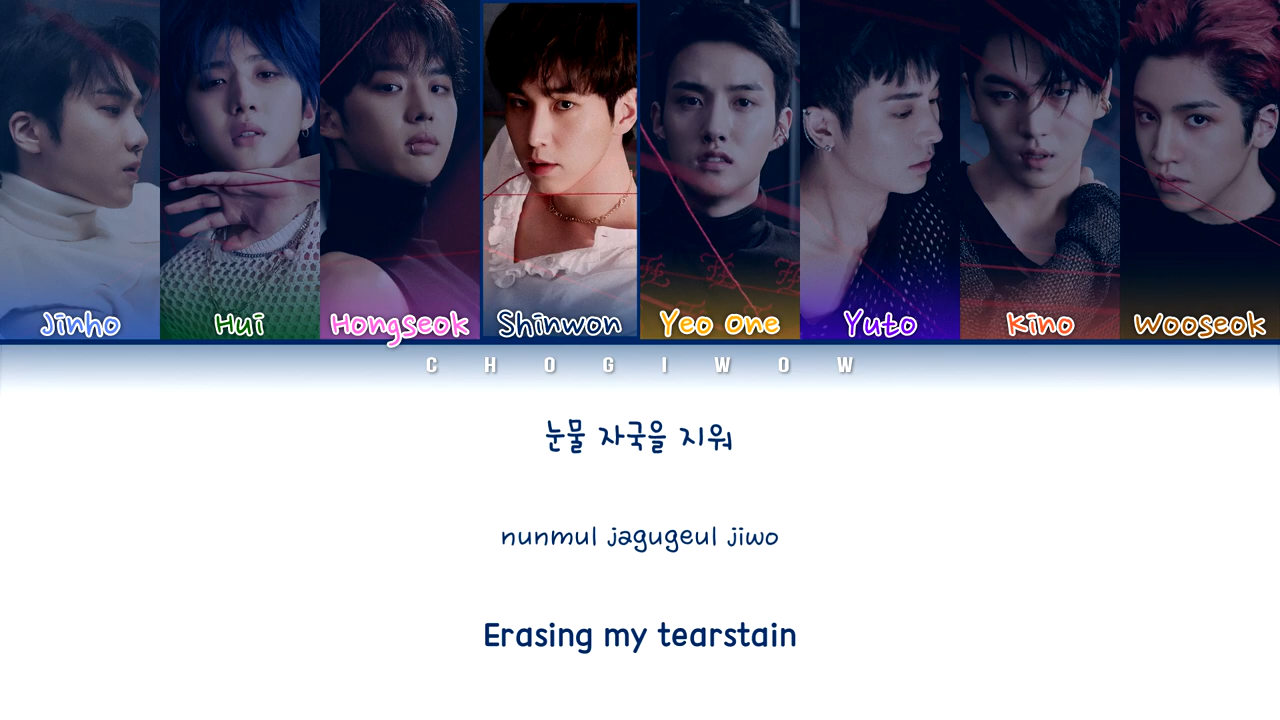 Jinho Hui Hongseok Shinwon Yeo One Yuto Kino Wooseok
CHOGIWOW
눈물 자국을 지워
nunmul jagugeul jiwo
Erasing my tearstain